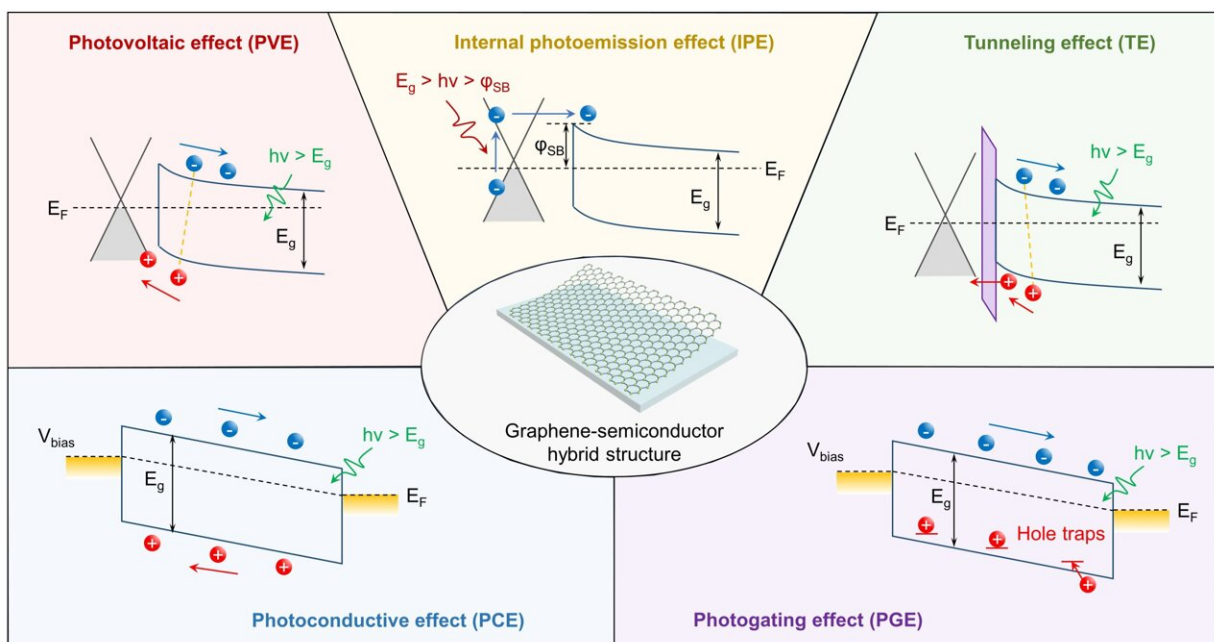 Photovoltaic effect (PVE)
hν > E_g
E_F
E_g
Internal photoemission effect (IPE)
E_g > hν > φ_SB
φ_SB
E_F
E_g
Tunneling effect (TE)
hν > E_g
E_F
E_g
Graphene-semiconductor
hybrid structure
V_bias
hν > E_g
E_g
E_F
Photoconductive effect (PCE)
V_bias
hν > E_g
E_g
E_F
Hole traps
Photogating effect (PGE)